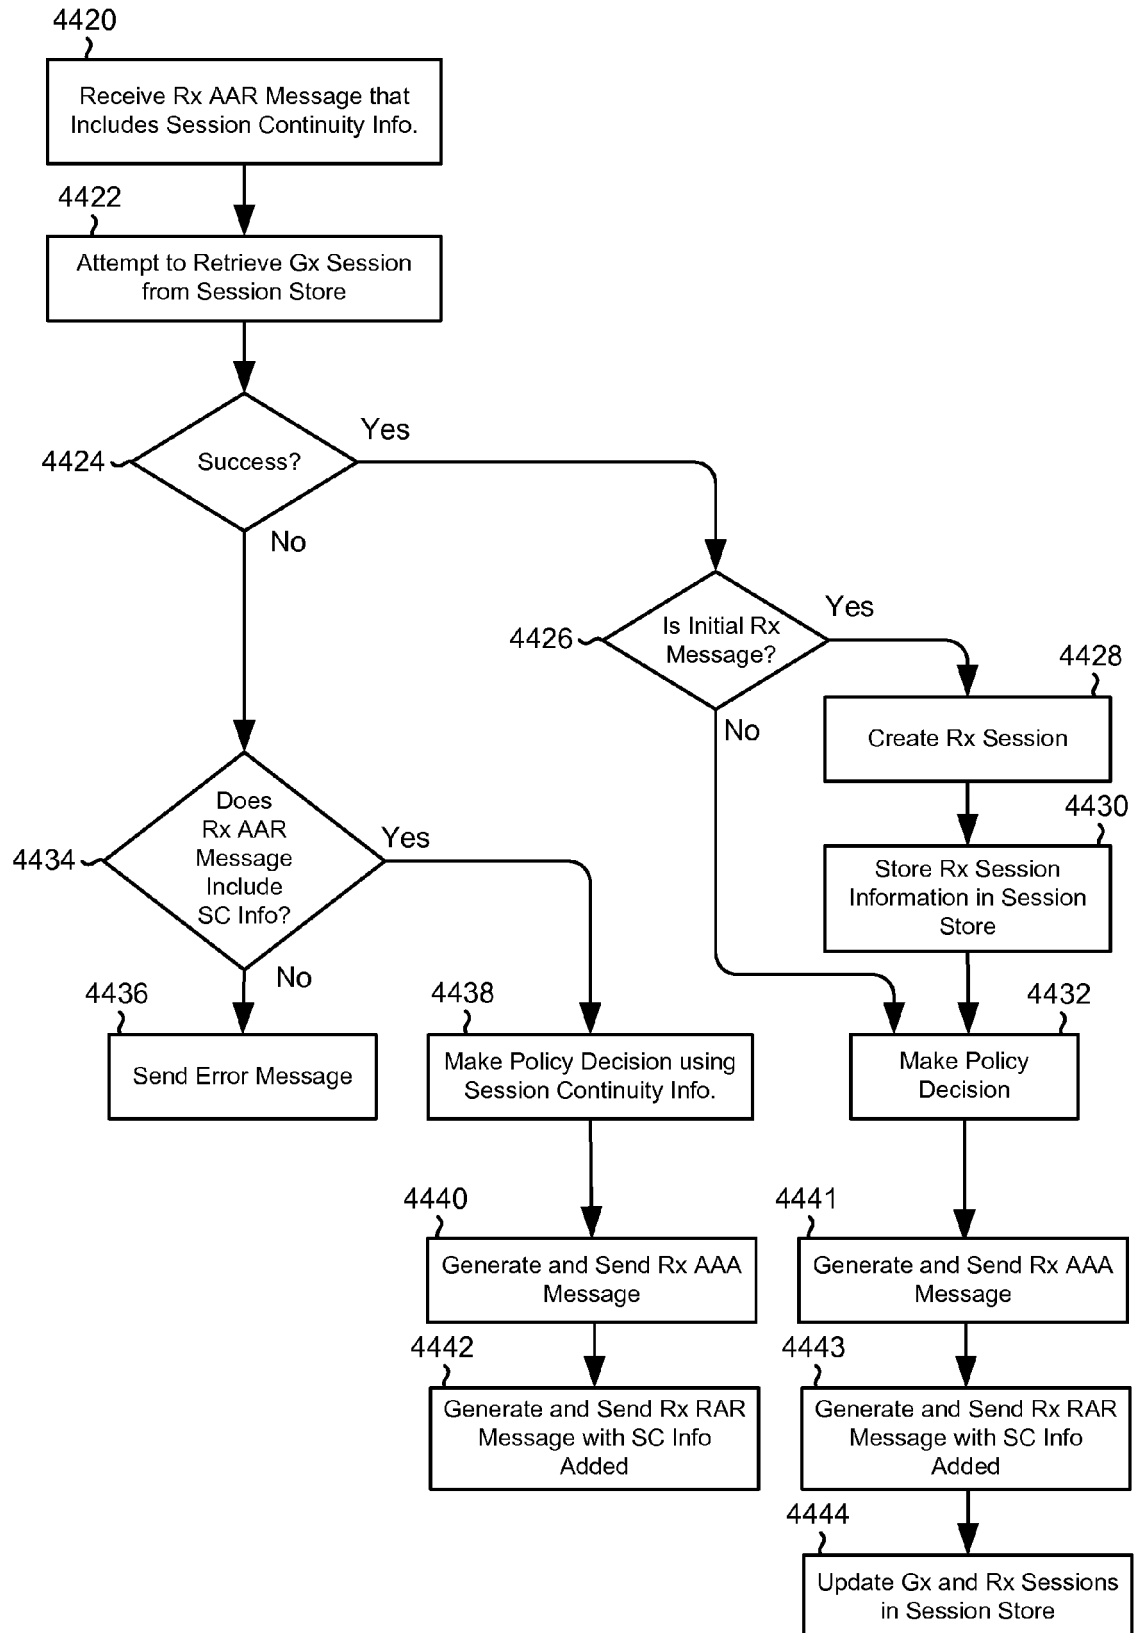 4420
Receive Rx AAR Message that
Includes Session Continuity Info.
4422
Attempt to Retrieve Gx Session
from Session Store
4424
Success?
Yes
No
4426
Is Initial Rx
Message?
Yes
No
4428
Create Rx Session
4430
Store Rx Session
Information in Session
Store
4434
Does
Rx AAR
Message
Include
SC Info?
Yes
No
4436
Send Error Message
4438
Make Policy Decision using
Session Continuity Info.
4432
Make Policy
Decision
4440
Generate and Send Rx AAA
Message
4441
Generate and Send Rx AAA
Message
4442
Generate and Send Rx RAR
Message with SC Info
Added
4443
Generate and Send Rx RAR
Message with SC Info
Added
4444
Update Gx and Rx Sessions
in Session Store